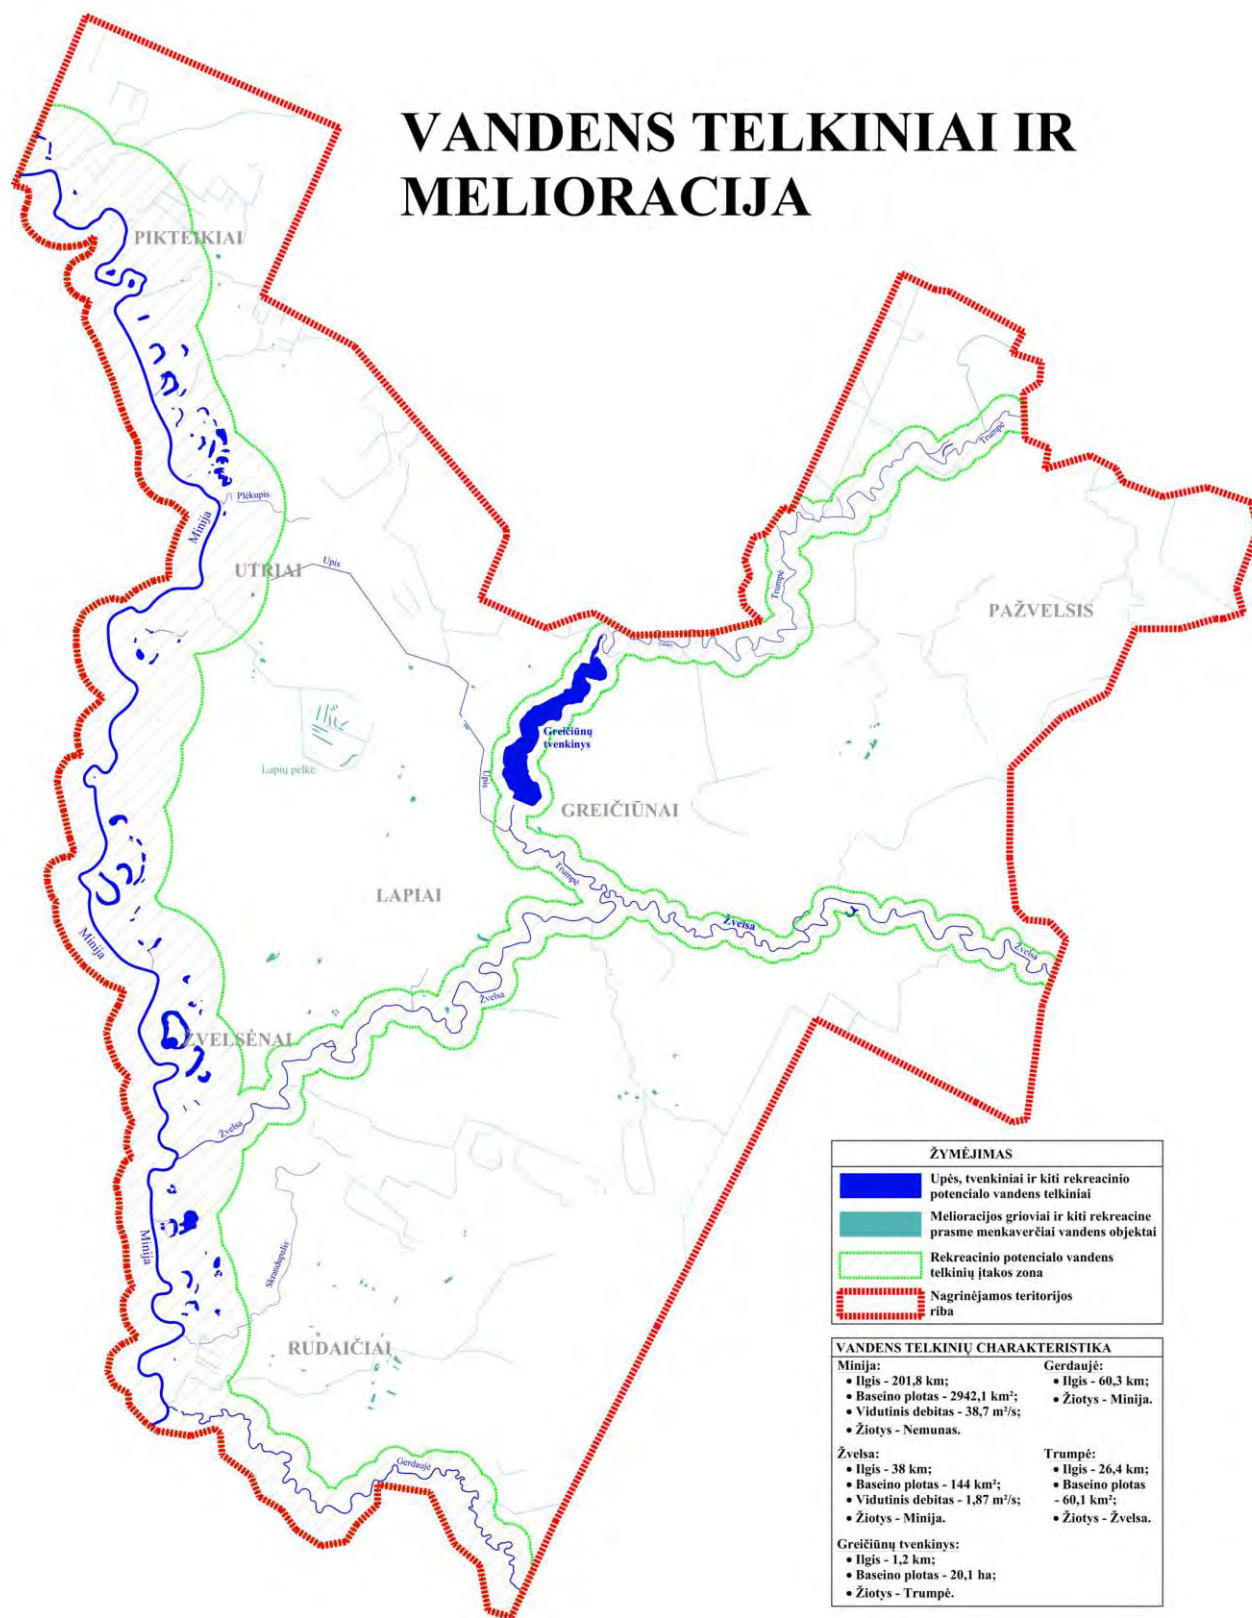 VANDENS TELKINIAI IR
MELIORACIJA
PIKTEIKIAI
Trumpė
Plėkupis
Minija
Upis
UTRIAI
Trumpė
PAŽVELSIS
Greičiūnų
tvenkinys
Lapių pelkė
Upis
GREIČIŪNAI
Trumpė
LAPIAI
Žvelsa
Minija
Žvelsa
Žvelsa
ŽVELSĖNAI
Žvelsa
Minija
Skrandupalis
RUDAIČIAI
Gerdaujė
ŽYMĖJIMAS
Upės, tvenkiniai ir kiti rekreacinio
potencialo vandens telkiniai
Melioracijos grioviai ir kiti rekreacine
prasme menkaverčiai vandens objektai
Rekreacinio potencialo vandens
telkinių įtakos zona
Nagrinėjamos teritorijos
riba
VANDENS TELKINIŲ CHARAKTERISTIKA
Minija:
• Ilgis - 201,8 km;
• Baseino plotas - 2942,1 km²;
• Vidutinis debitas - 38,7 m²/s;
• Žiotys - Nemunas.
Gerdaujė:
• Ilgis - 60,3 km;
• Žiotys - Minija.
Žvelsa:
• Ilgis - 38 km;
• Baseino plotas - 144 km²;
• Vidutinis debitas - 1,87 m²/s;
• Žiotys - Minija.
Trumpė:
• Ilgis - 26,4 km;
• Baseino plotas
- 60,1 km²;
• Žiotys - Žvelsa.
Greičiūnų tvenkinys:
• Ilgis - 1,2 km;
• Baseino plotas - 20,1 ha;
• Žiotys - Trumpė.